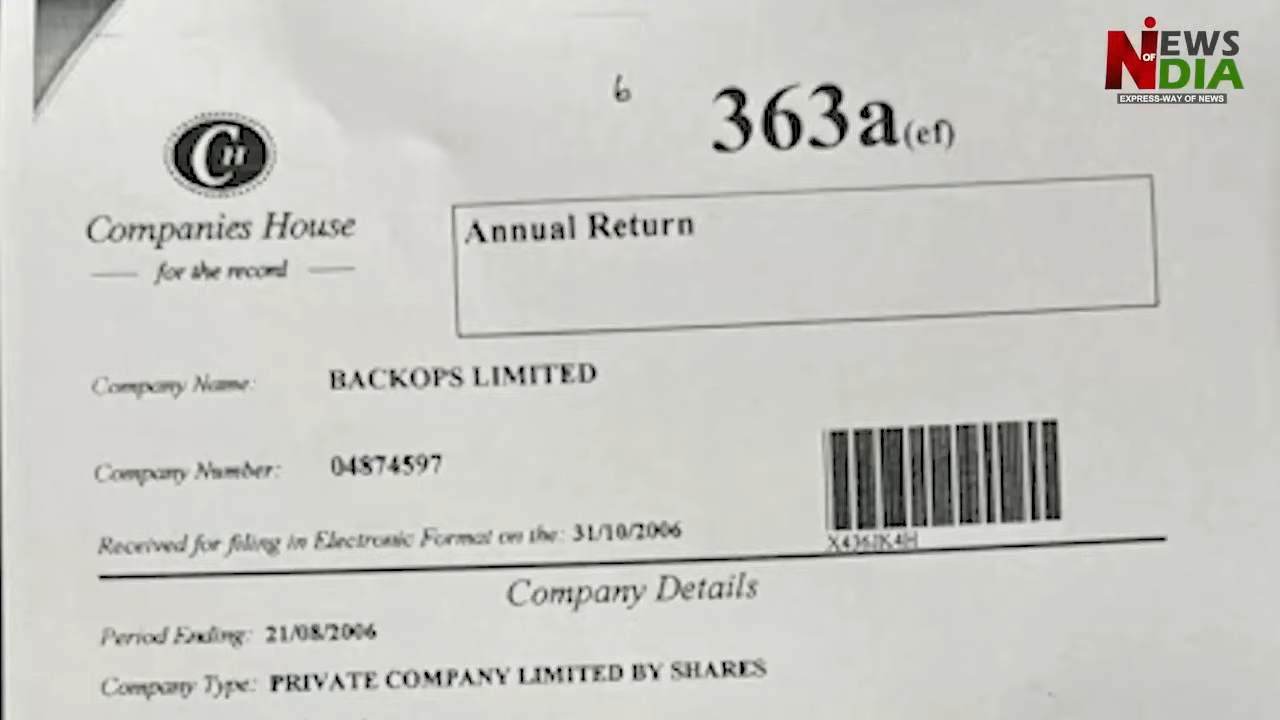 NEWS
OF
INDIA
EXPRESS-WAY OF NEWS
6
363a(ef)
CH
Companies House
for the record
Annual Return
Company Name: BACKOPS LIMITED
Company Number: 04874597
Received for filing in Electronic Format on the: 31/10/2006
Company Details
Period Ending: 21/08/2006
Company Type: PRIVATE COMPANY LIMITED BY SHARES